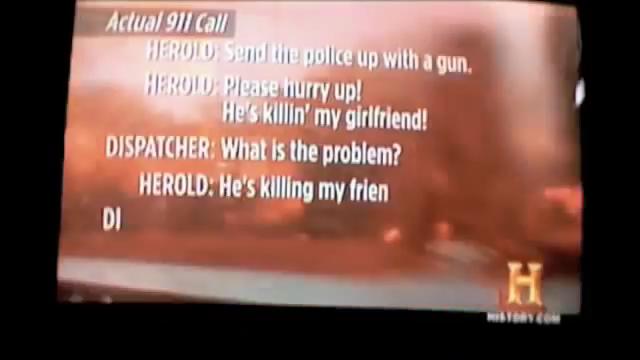 Actual 911 Call
HEROLD: Send the police up with a gun.
HEROLD: Please hurry up!
He's killin' my girlfriend!
DISPATCHER: What is the problem?
HEROLD: He's killing my frien
DI
H
HISTORY.COM